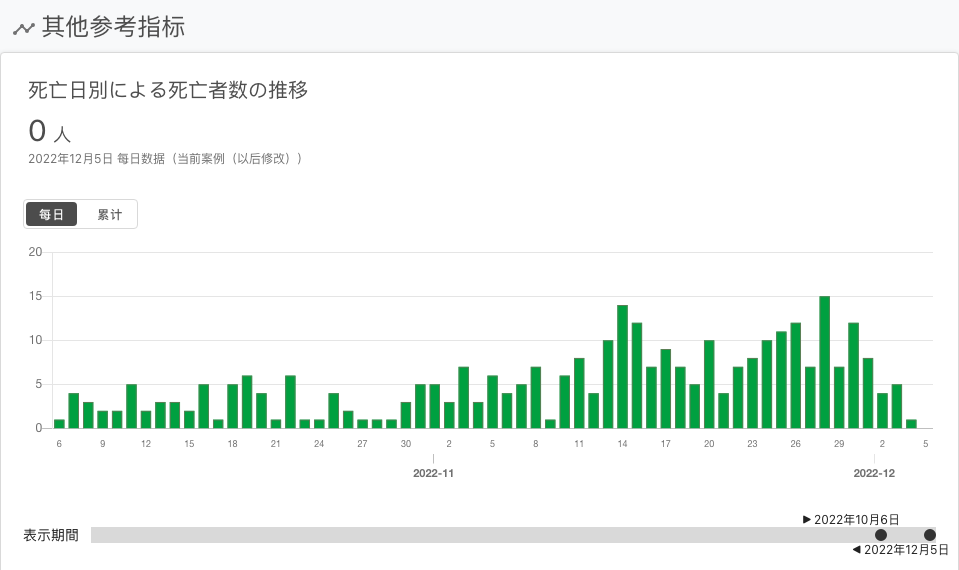 其他参考指标
死亡日別による死亡者数の推移
0 人
2022年12月5日 每日数据（当前案例（以后修改））
每日 累计
20
15
10
5
0
6 9 12 15 18 21 24 27 30 2 5 8 11 14 17 20 23 26 29 2 5
2022-11 2022-12
▶ 2022年10月6日
表示期間
◀ 2022年12月5日